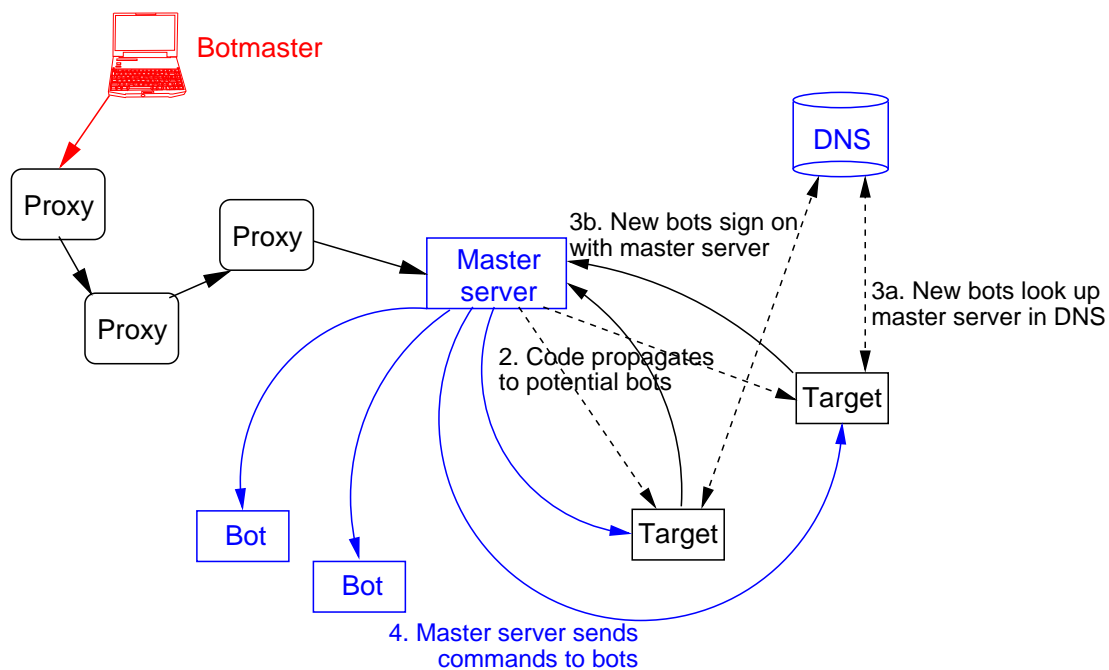 Botmaster
DNS
Proxy
Proxy
3b. New bots sign on
with master server
Master
server
3a. New bots look up
master server in DNS
Proxy
2. Code propagates
to potential bots
Target
Bot
Target
Bot
4. Master server sends
commands to bots